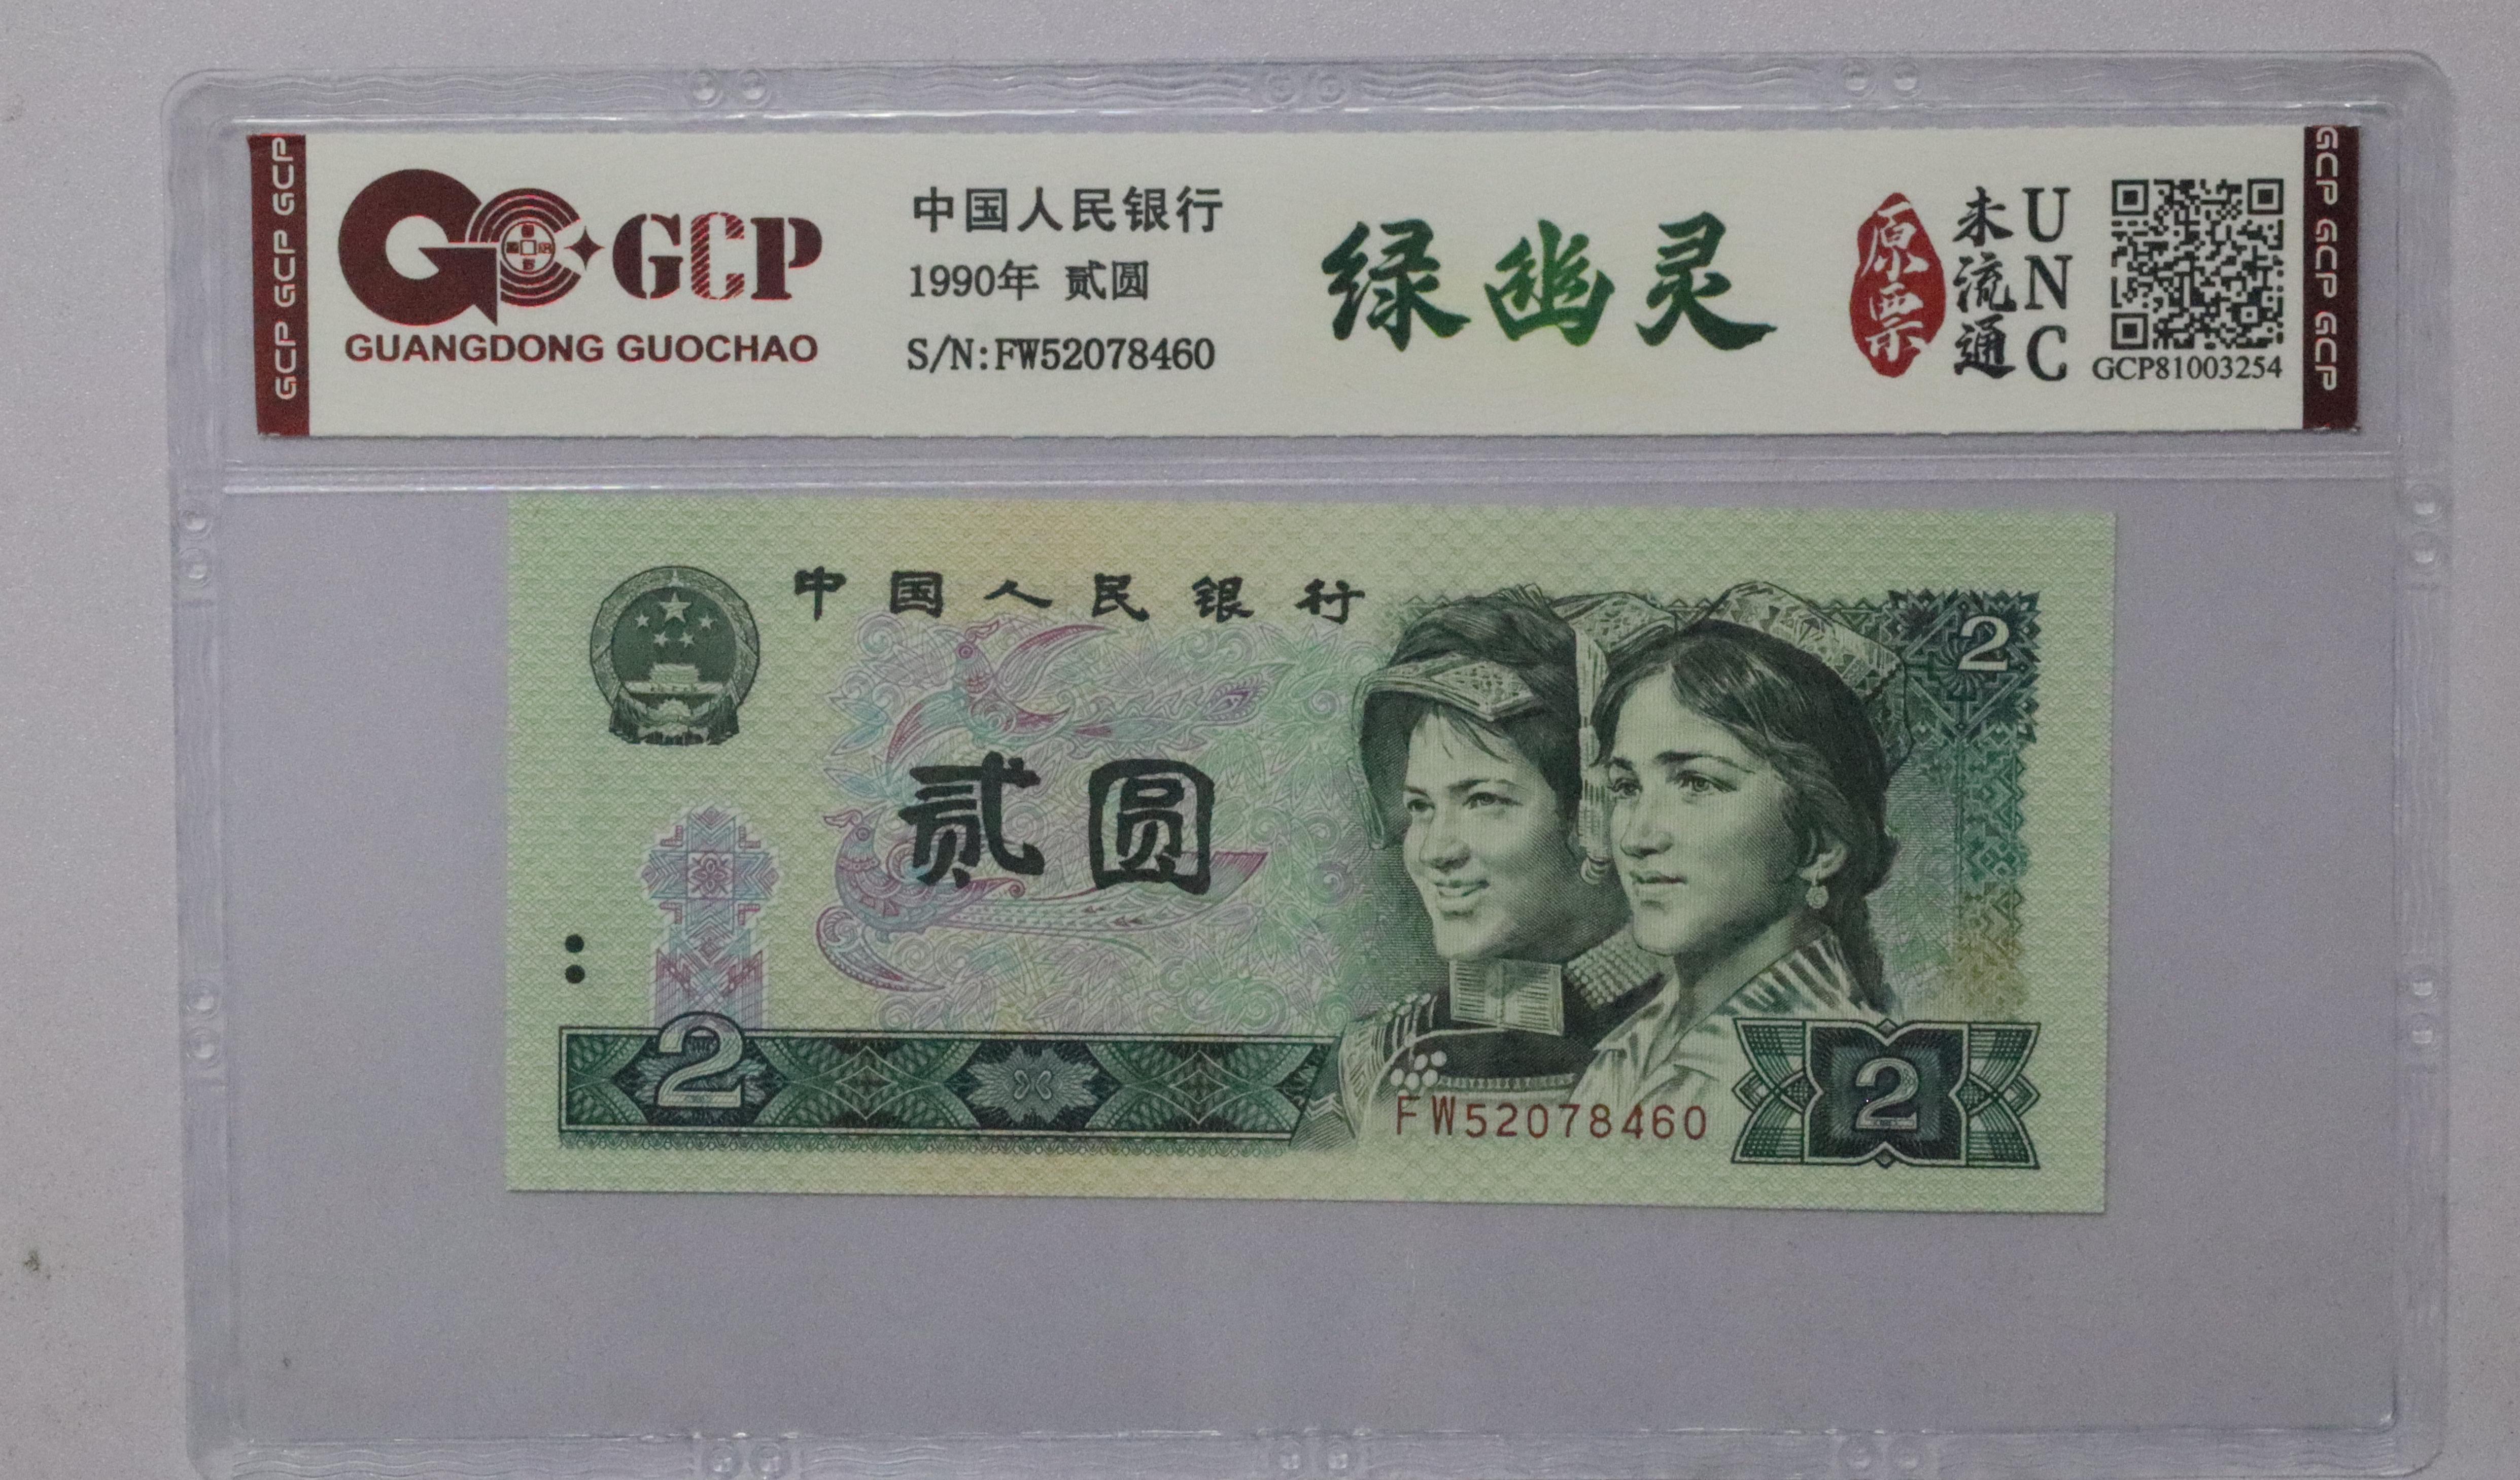 GCP GCP GCP
GCP
GUANGDONG GUOCHAO
中国人民银行
1990年 贰圆
S/N:FW52078460
绿幽灵
原票
未流通
UNC
GCP81003254
GCP GCP GCP
中国人民银行
2
贰圆
2
FW52078460
2